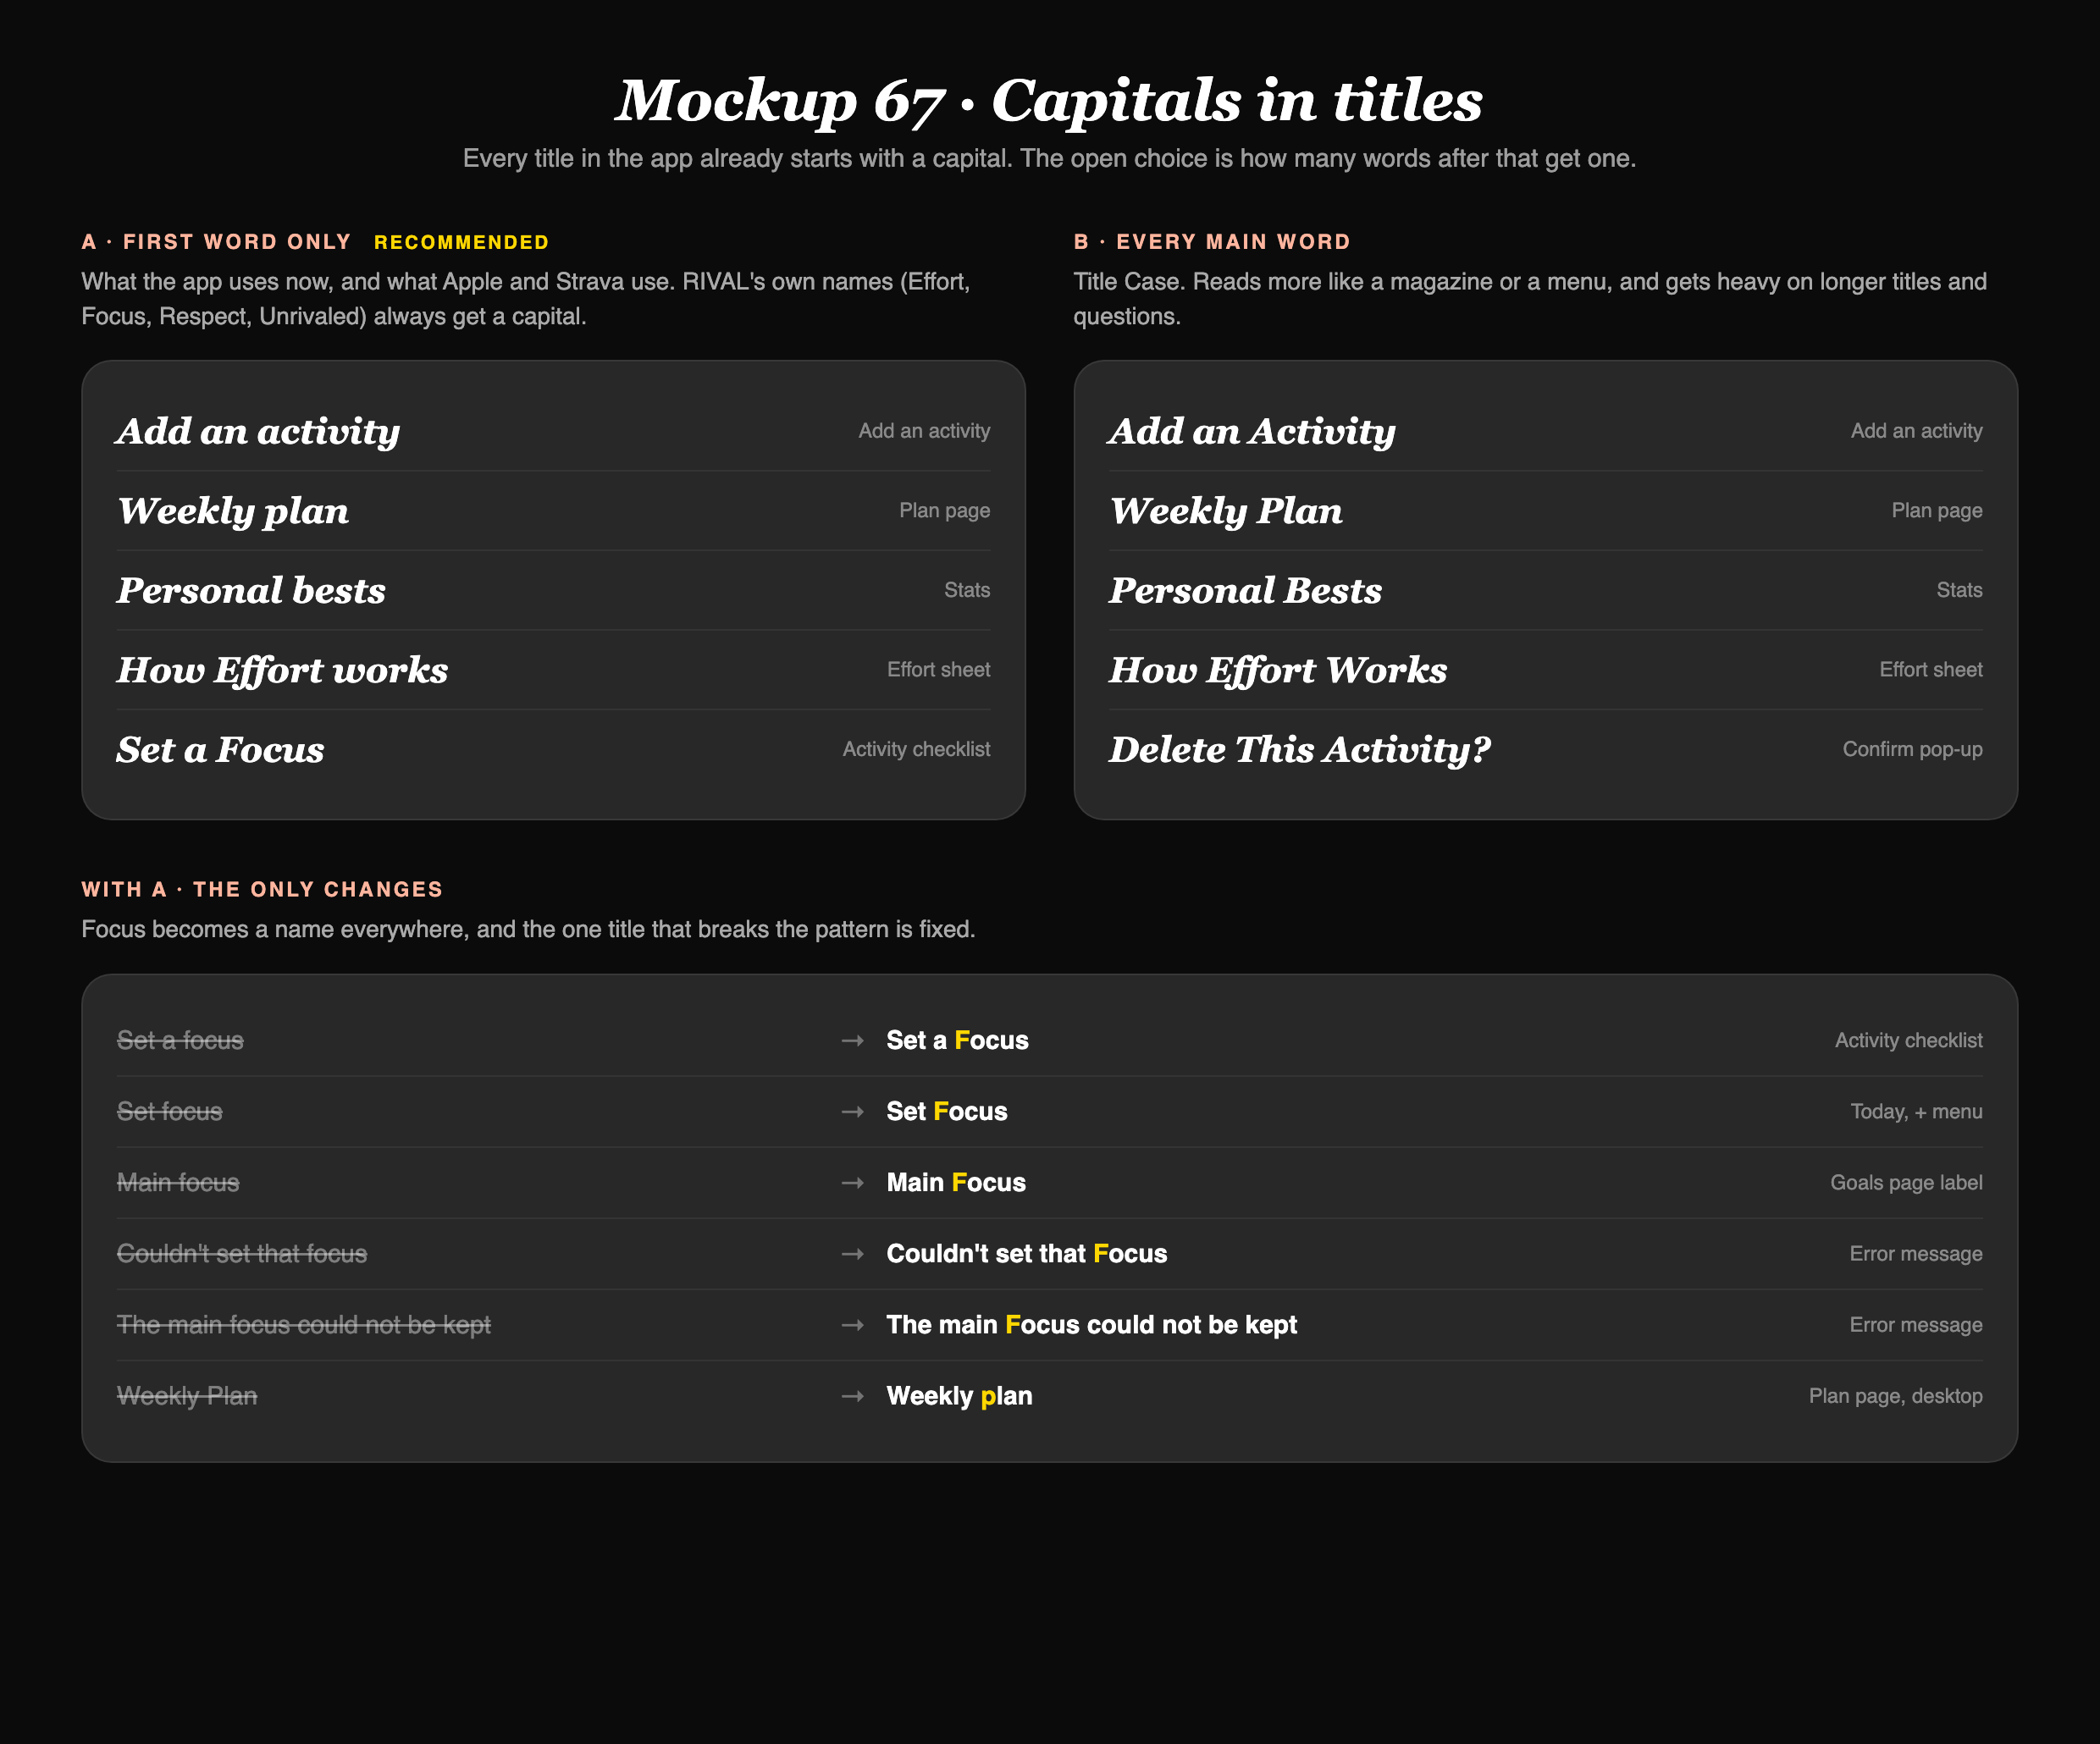 Mockup 67 · Capitals in titles
Every title in the app already starts with a capital. The open choice is how many words after that get one.
A · FIRST WORD ONLY RECOMMENDED
What the app uses now, and what Apple and Strava use. RIVAL's own names (Effort,
Focus, Respect, Unrivaled) always get a capital.
Add an activity Add an activity
Weekly plan Plan page
Personal bests Stats
How Effort works Effort sheet
Set a Focus Activity checklist
B · EVERY MAIN WORD
Title Case. Reads more like a magazine or a menu, and gets heavy on longer titles and
questions.
Add an Activity Add an activity
Weekly Plan Plan page
Personal Bests Stats
How Effort Works Effort sheet
Delete This Activity? Confirm pop-up
WITH A · THE ONLY CHANGES
Focus becomes a name everywhere, and the one title that breaks the pattern is fixed.
Set a focus → Set a Focus Activity checklist
Set focus → Set Focus Today, + menu
Main focus → Main Focus Goals page label
Couldn't set that focus → Couldn't set that Focus Error message
The main focus could not be kept → The main Focus could not be kept Error message
Weekly Plan → Weekly plan Plan page, desktop